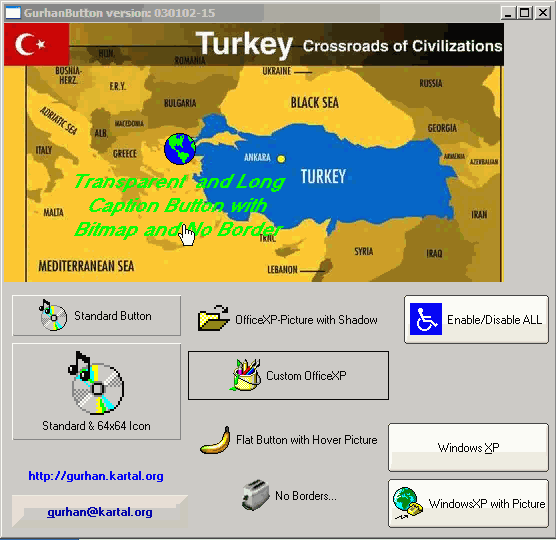 GurhanButton version: 030102-15
Turkey Crossroads of Civilizations
BOSNIA-
HERZ.
ROMANIA
UKRAINE
RUSSIA
F.R.Y.
BULGARIA
BLACK SEA
ADRIATIC SEA
ALB.
MACEDONIA
GEORGIA
ITALY
GREECE
ANKARA
ARMENIA
AZERBAIJAN
TURKEY
Transparent and Long
Caption Button with
Bitmap and No Border
MALTA
IRAN
TRNC
SYRIA
IRAQ
MEDITERRANEAN SEA
LEBANON
Standard Button
OfficeXP-Picture with Shadow
Enable/Disable ALL
Custom OfficeXP
Standard & 64x64 Icon
Flat Button with Hover Picture
Windows XP
http://gurhan.kartal.org
No Borders...
WindowsXP with Picture
gurhan@kartal.org